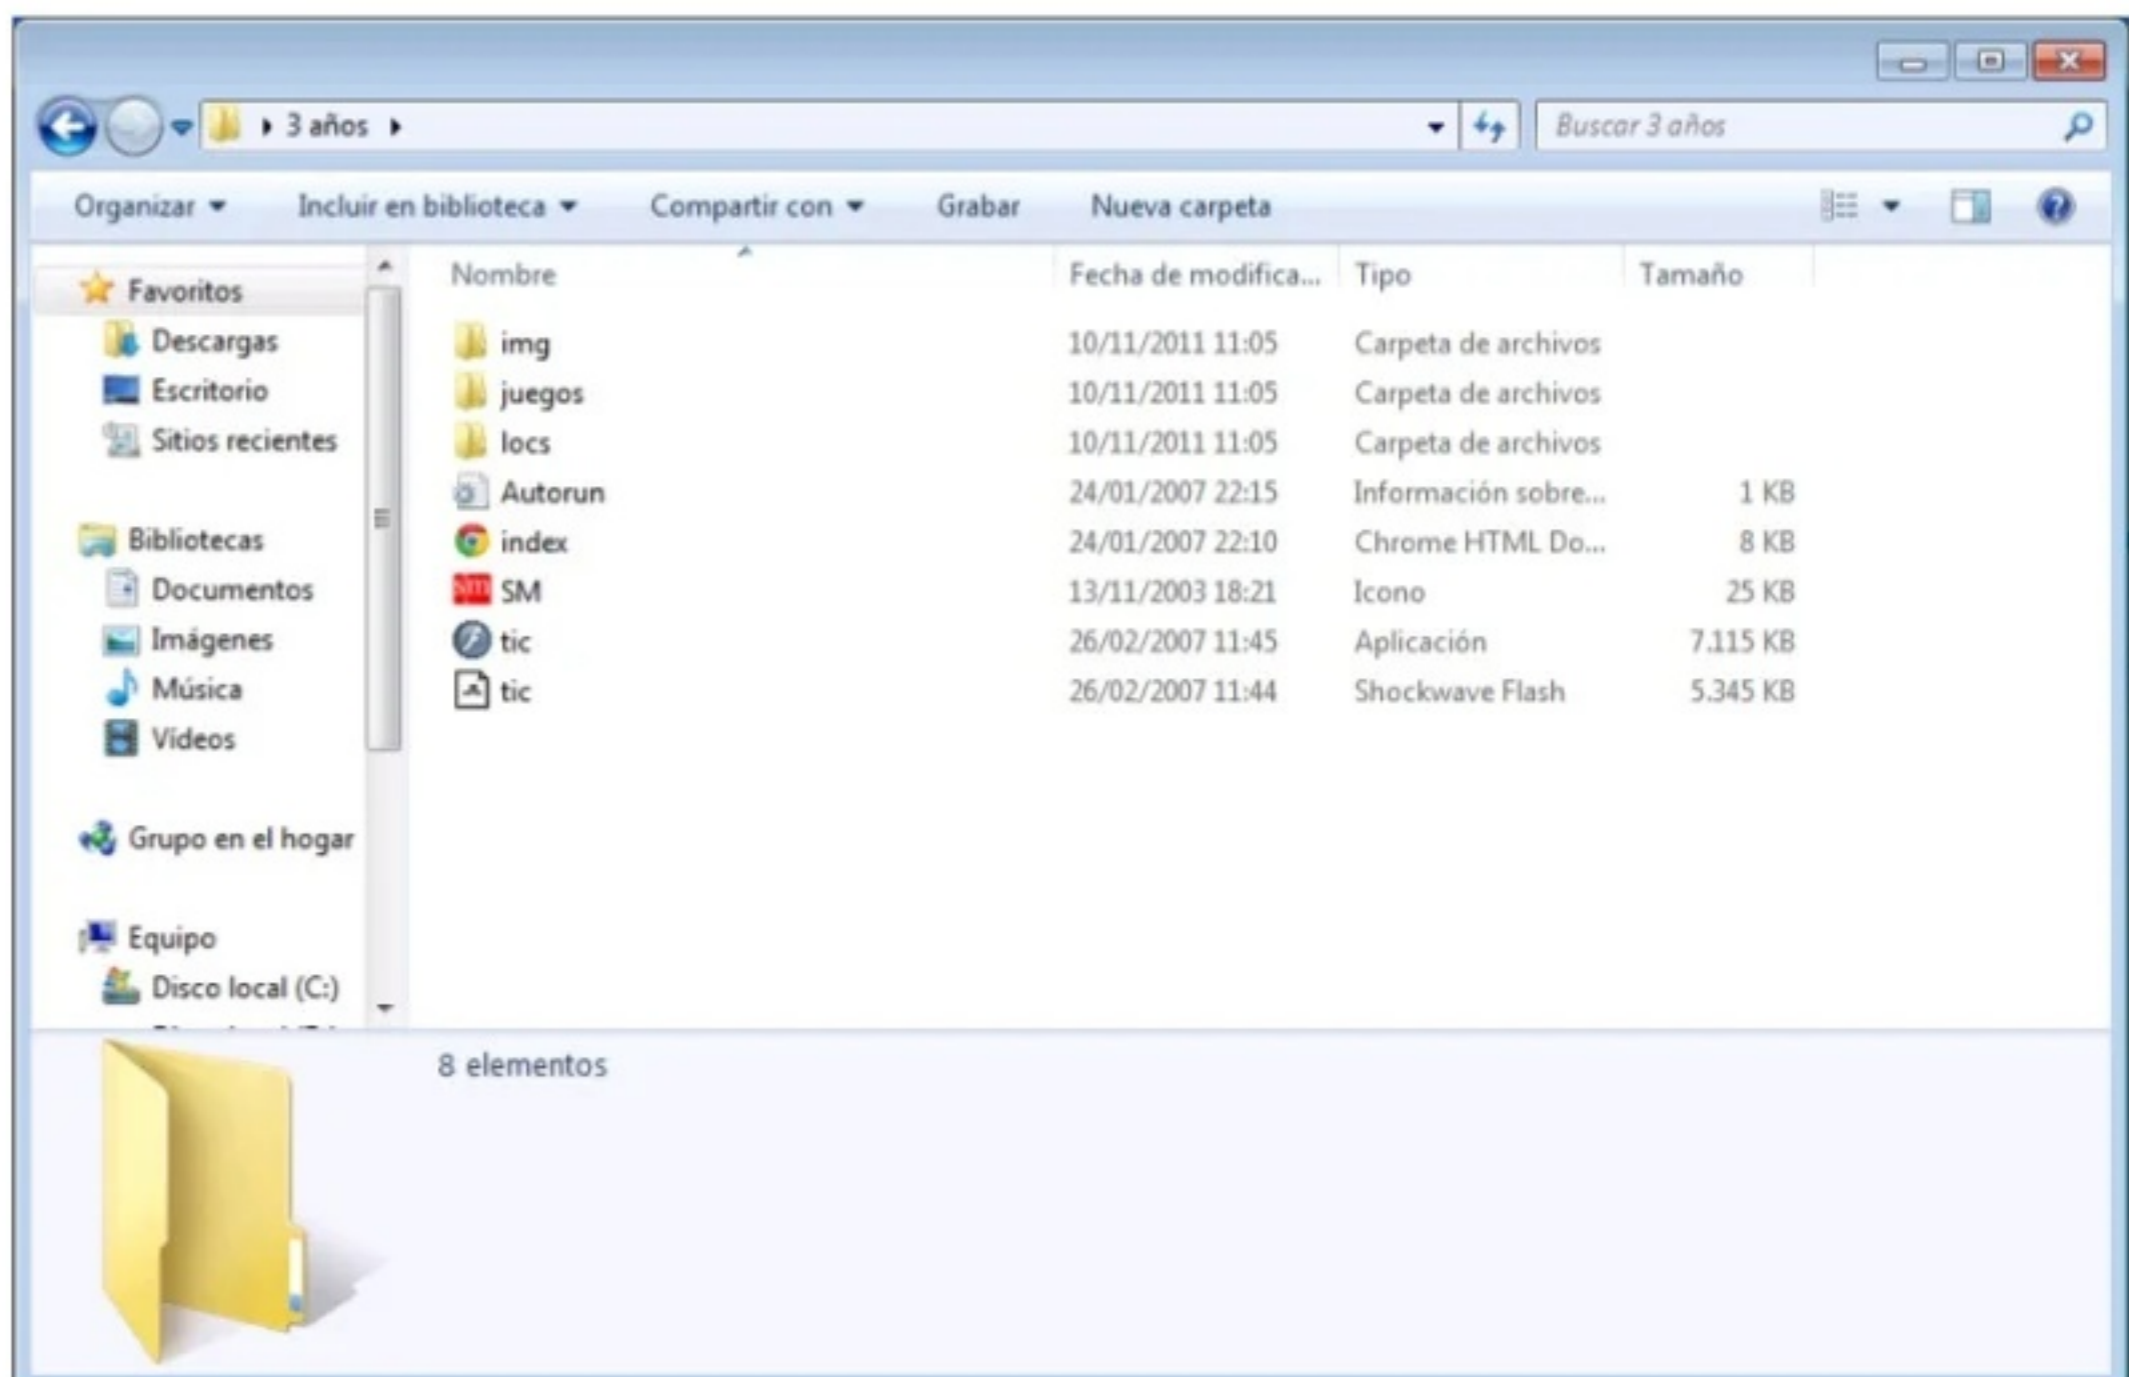 3 años
Buscar 3 años
Organizar Incluir en biblioteca Compartir con Grabar Nueva carpeta
Favoritos
Descargas
Escritorio
Sitios recientes
Bibliotecas
Documentos
Imágenes
Música
Vídeos
Grupo en el hogar
Equipo
Disco local (C:)
Nombre Fecha de modifica... Tipo Tamaño
img 10/11/2011 11:05 Carpeta de archivos
juegos 10/11/2011 11:05 Carpeta de archivos
locs 10/11/2011 11:05 Carpeta de archivos
Autorun 24/01/2007 22:15 Información sobre... 1 KB
index 24/01/2007 22:10 Chrome HTML Do... 8 KB
sm SM 13/11/2003 18:21 Icono 25 KB
tic 26/02/2007 11:45 Aplicación 7.115 KB
tic 26/02/2007 11:44 Shockwave Flash 5.345 KB
8 elementos